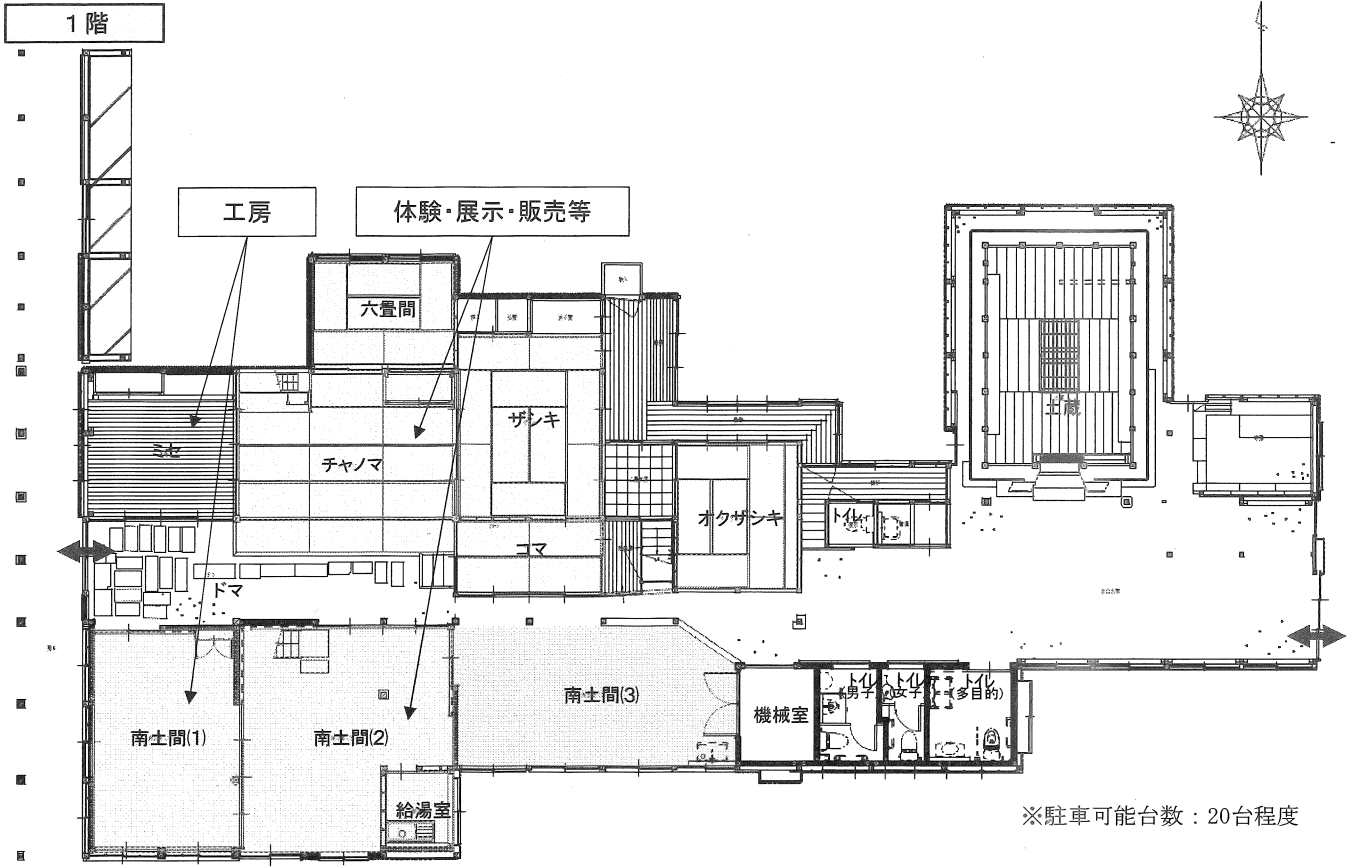 1階
工房
体験・展示・販売等
六畳間
ザシキ
ミセ
チャノマ
土蔵
オクザシキ
トイレ
コマ
ドマ
南土間(1)
南土間(2)
南土間(3)
機械室
トイレ
(男子)
トイレ
(女子)
トイレ
(多目的)
給湯室
※駐車可能台数：20台程度